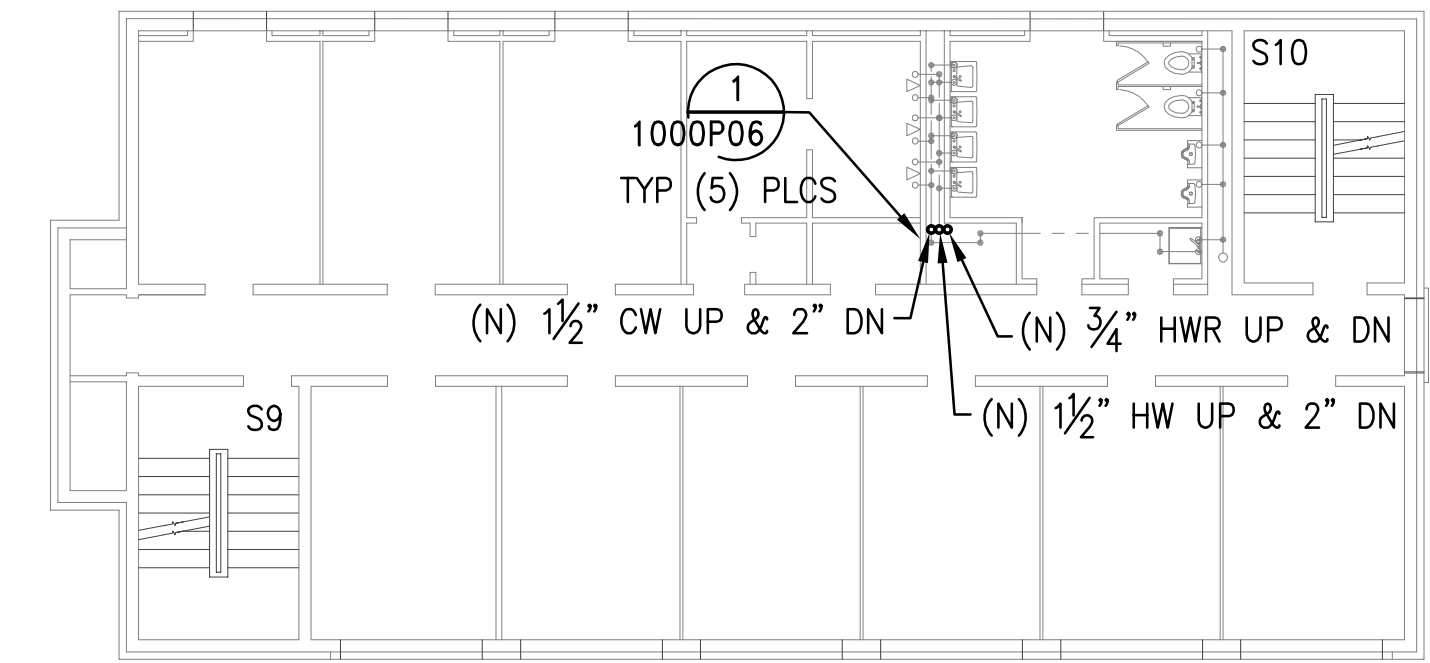 S10
1
1000P06
TYP (5) PLCS
(N) 1½” CW UP & 2” DN
(N) ¾” HWR UP & DN
(N) 1½” HW UP & 2” DN
S9